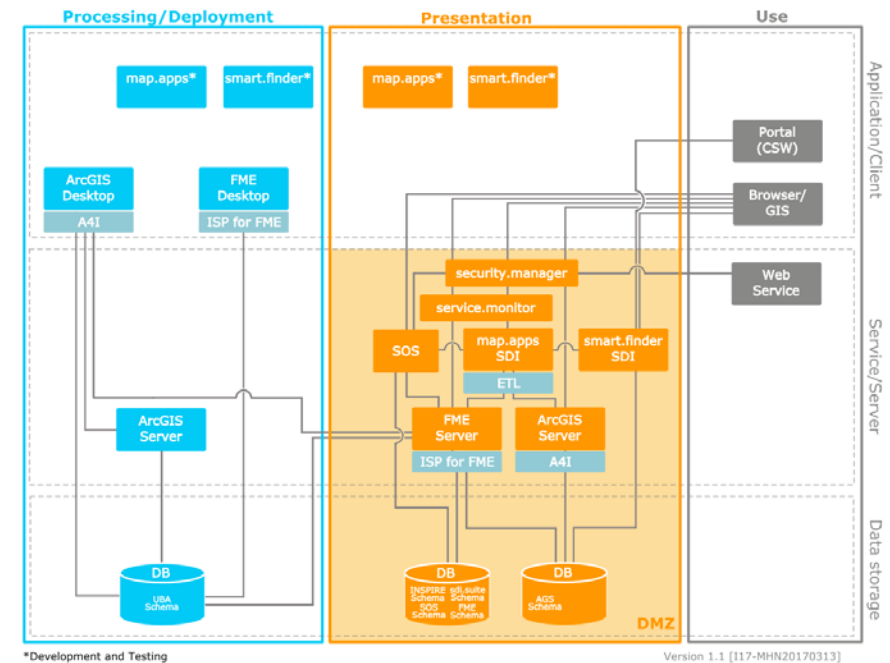 Processing/Deployment
Presentation
Use
map.apps*
smart.finder*
map.apps*
smart.finder*
Application/Client
Portal
(CSW)
ArcGIS
Desktop
A4I
FME
Desktop
ISP for FME
Browser/
GIS
security.manager
Web
Service
service.monitor
SOS
map.apps
SDI
ETL
smart.finder
SDI
Service/Server
ArcGIS
Server
FME
Server
ISP for FME
ArcGIS
Server
A4I
Data storage
DB
UBA
Schema
DB
INSPIRE
Schema
sdi.suite
Schema
SOS
Schema
FME
Schema
DB
AGS
Schema
DMZ
*Development and Testing
Version 1.1 [I17-MHN20170313]